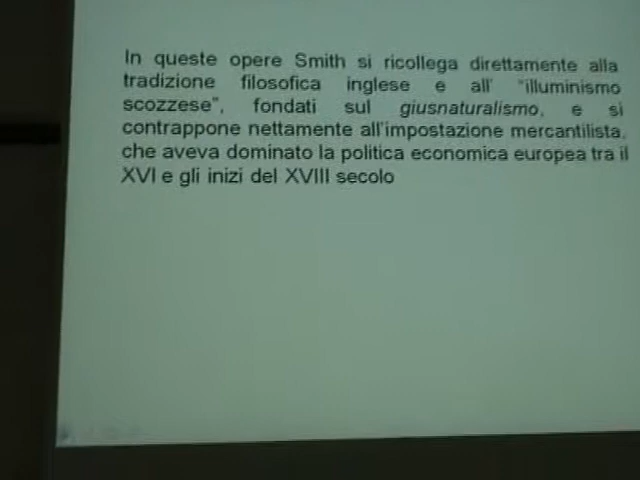 In queste opere Smith si ricollega direttamente alla
tradizione filosofica inglese e all' "illuminismo
scozzese", fondati sul giusnaturalismo, e si
contrappone nettamente all'impostazione mercantilista,
che aveva dominato la politica economica europea tra il
XVI e gli inizi del XVIII secolo